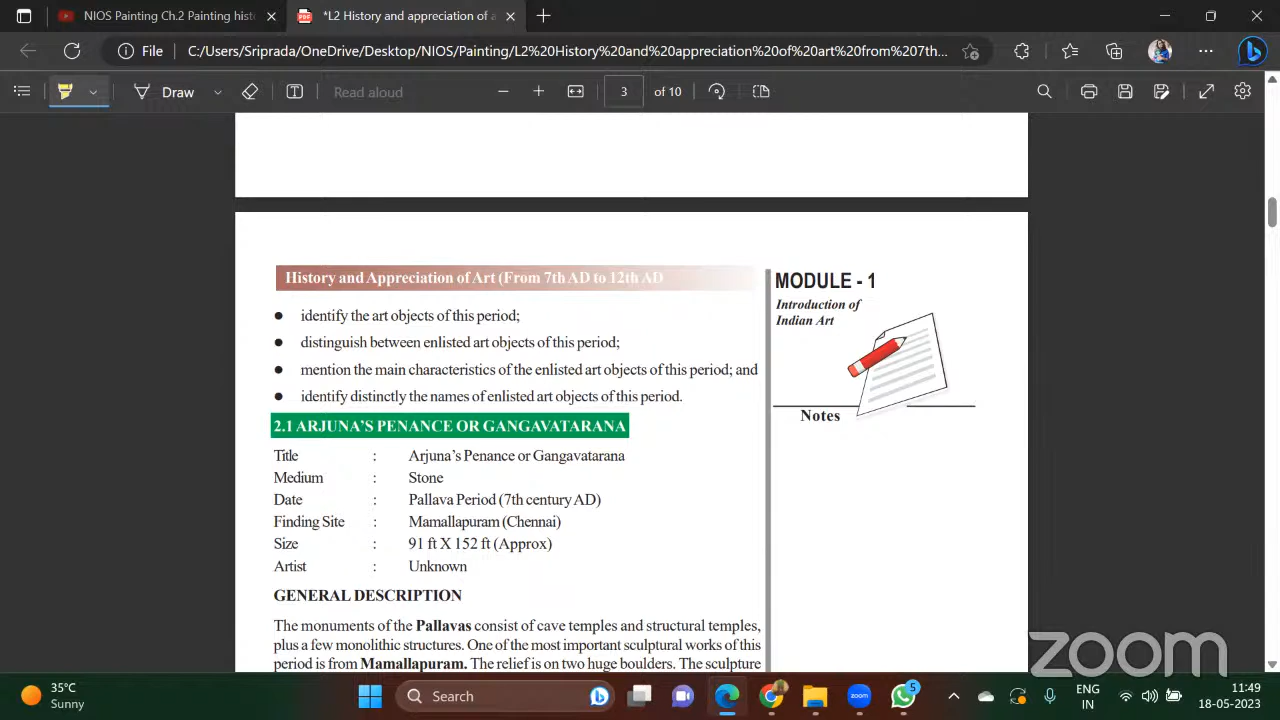 NIOS Painting Ch.2 Painting hist
*L2 History and appreciation of a
File
C:/Users/Sriprada/OneDrive/Desktop/NIOS/Painting/L2%20History%20and%20appreciation%20of%20art%20from%207th...
Draw
Read aloud
3
of 10
History and Appreciation of Art (From 7th AD to 12th AD
MODULE - 1
Introduction of
Indian Art
Notes
● identify the art objects of this period;
● distinguish between enlisted art objects of this period;
● mention the main characteristics of the enlisted art objects of this period; and
● identify distinctly the names of enlisted art objects of this period.
2.1 ARJUNA'S PENANCE OR GANGAVATARANA
Title : Arjuna's Penance or Gangavatarana
Medium : Stone
Date : Pallava Period (7th century AD)
Finding Site : Mamallapuram (Chennai)
Size : 91 ft X 152 ft (Approx)
Artist : Unknown
GENERAL DESCRIPTION
The monuments of the Pallavas consist of cave temples and structural temples,
plus a few monolithic structures. One of the most important sculptural works of this
period is from Mamallapuram. The relief is on two huge boulders. The sculpture
zoom
35°C
Sunny
Search
zoom
5
ENG
IN
11:49
18-05-2023